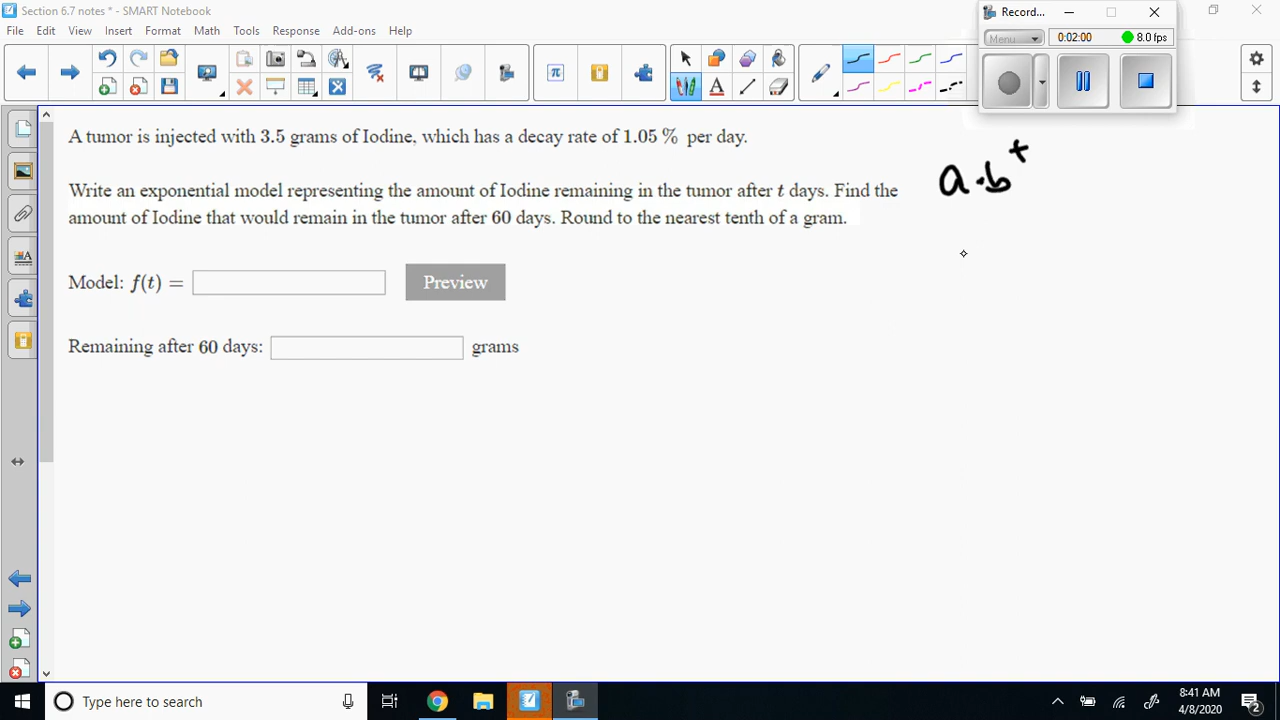 Section 6.7 notes * - SMART Notebook
Record...
File Edit View Insert Format Math Tools Response Add-ons Help
Menu 0:02:00 8.0 fps
A tumor is injected with 3.5 grams of Iodine, which has a decay rate of 1.05 % per day.
a·b^t
Write an exponential model representing the amount of Iodine remaining in the tumor after t days. Find the
amount of Iodine that would remain in the tumor after 60 days. Round to the nearest tenth of a gram.
Model: f(t) = Preview
Remaining after 60 days: grams
Type here to search
8:41 AM
4/8/2020
2